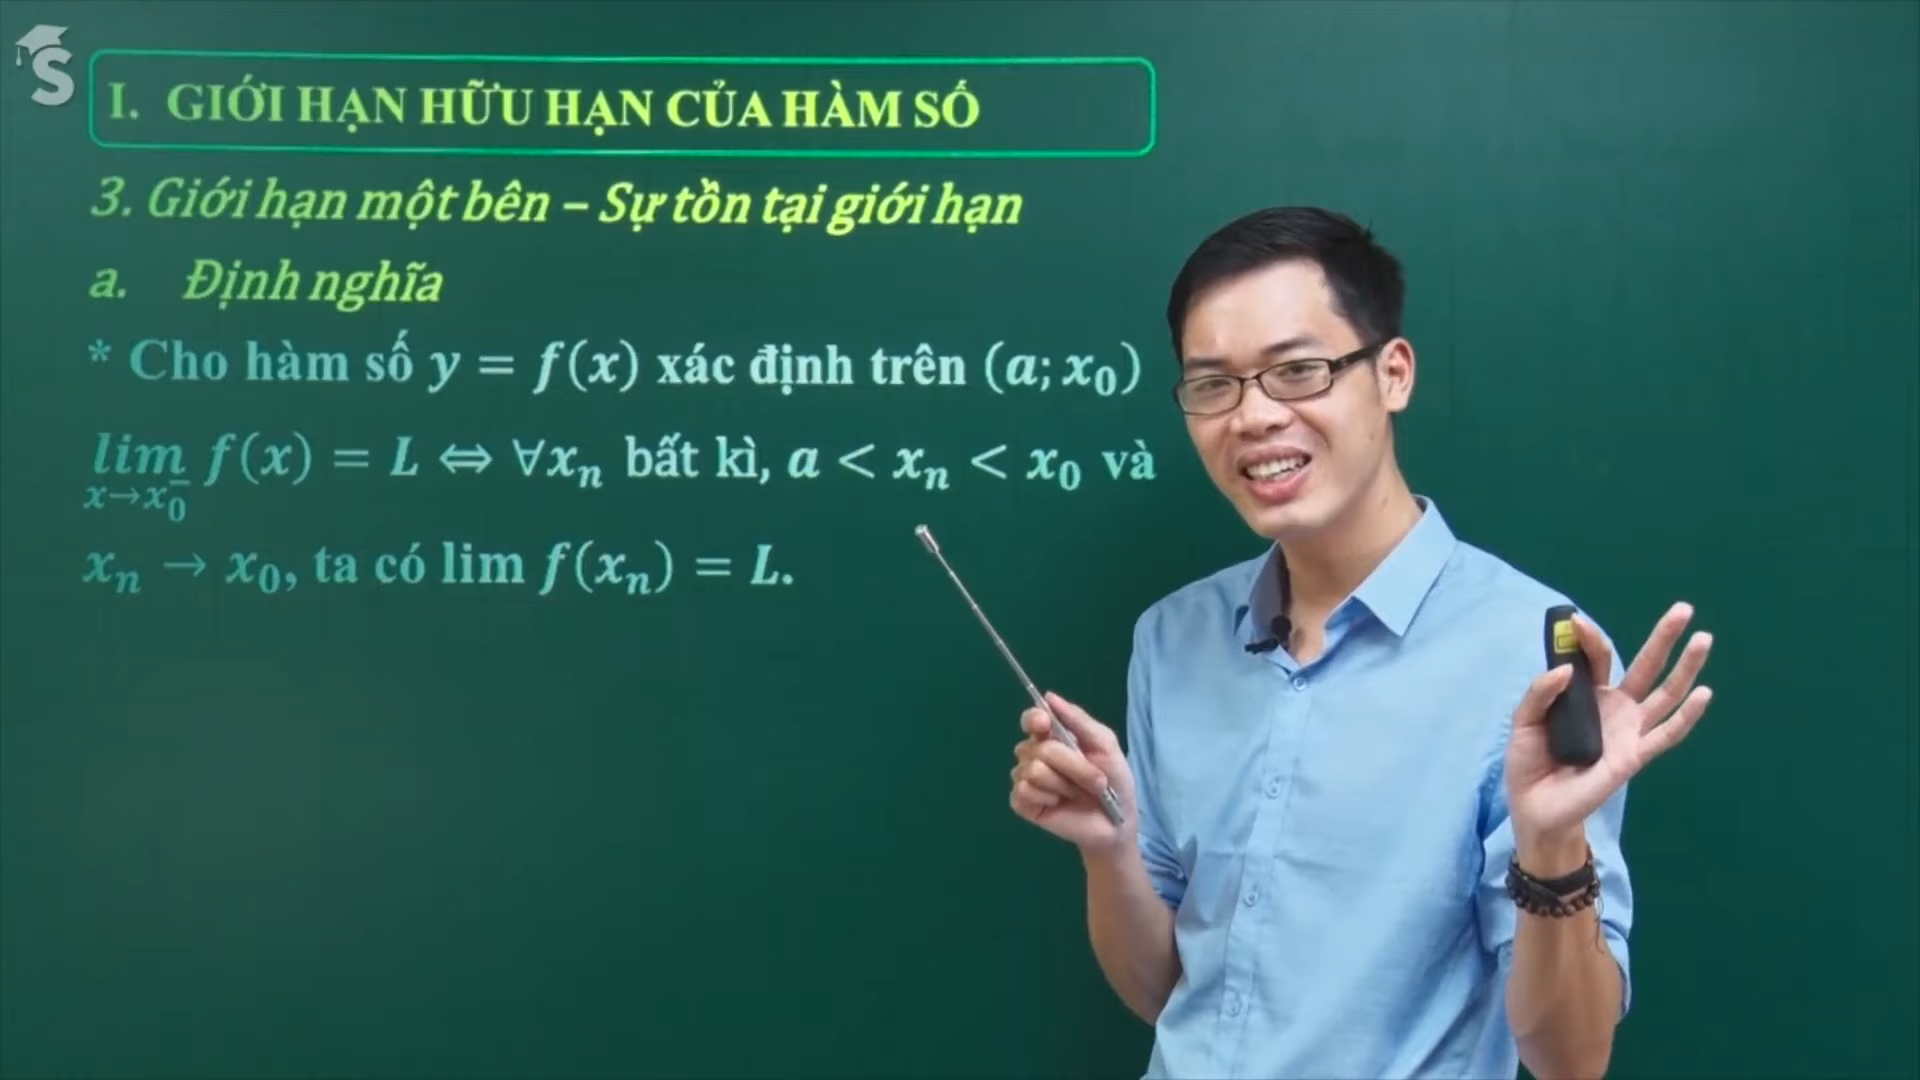 S
I. GIỚI HẠN HỮU HẠN CỦA HÀM SỐ
3. Giới hạn một bên – Sự tồn tại giới hạn
a. Định nghĩa
* Cho hàm số y = f(x) xác định trên (a; x₀)
lim f(x) = L ⇔ ∀xₙ bất kì, a < xₙ < x₀ và
x→x₀⁻
xₙ → x₀, ta có lim f(xₙ) = L.